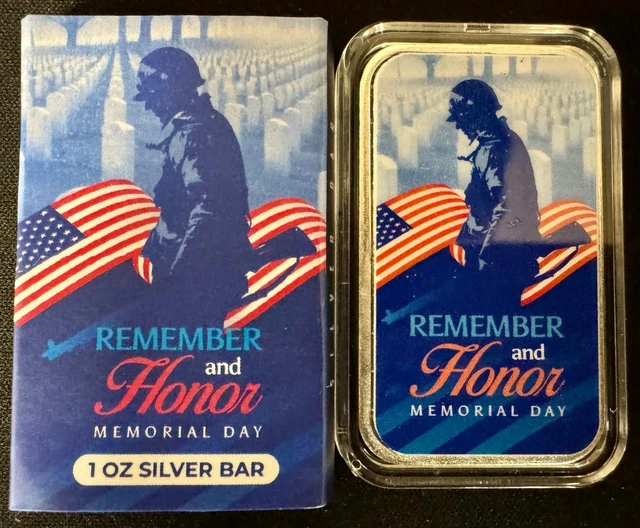 REMEMBER
and
Honor
MEMORIAL DAY
1 OZ SILVER BAR
REMEMBER
and
Honor
MEMORIAL DAY